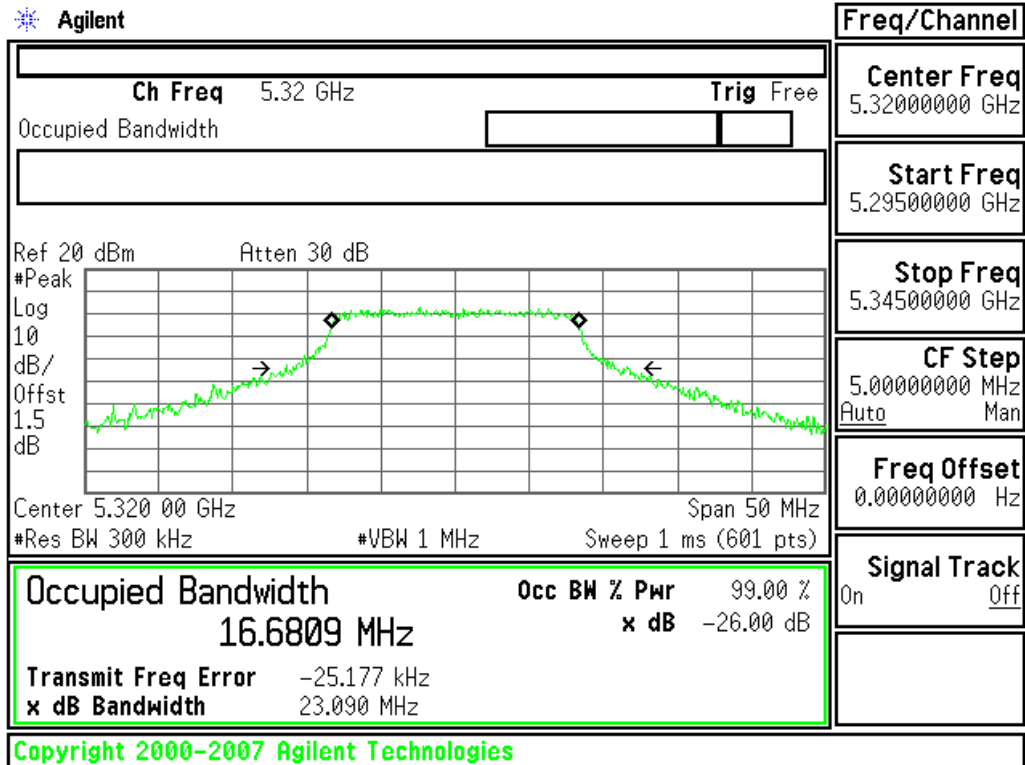 Agilent
Freq/Channel
Ch Freq 5.32 GHz Trig Free
Occupied Bandwidth
Center Freq
5.32000000 GHz
Start Freq
5.29500000 GHz
Stop Freq
5.34500000 GHz
CF Step
5.00000000 MHz
Auto Man
Freq Offset
0.00000000 Hz
Signal Track
On Off
Ref 20 dBm Atten 30 dB
#Peak
Log
10
dB/
Offst
1.5
dB
Center 5.320 00 GHz Span 50 MHz
#Res BW 300 kHz #VBW 1 MHz Sweep 1 ms (601 pts)
Occupied Bandwidth Occ BW % Pwr 99.00 %
16.6809 MHz x dB -26.00 dB
Transmit Freq Error -25.177 kHz
x dB Bandwidth 23.090 MHz
Copyright 2000-2007 Agilent Technologies